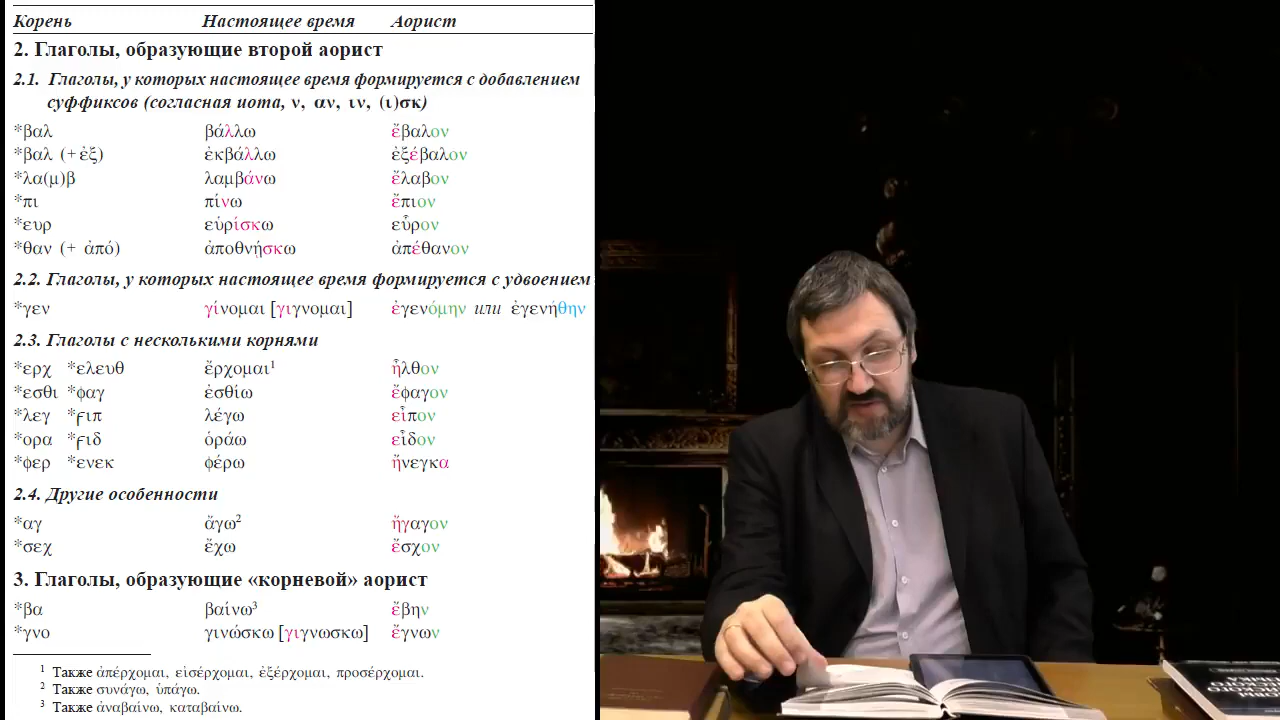 Корень Настоящее время Аорист
2. Глаголы, образующие второй аорист
2.1. Глаголы, у которых настоящее время формируется с добавлением
суффиксов (согласная иота, ν, αν, ιν, (ι)σκ)
*βαλ βάλλω ἔβαλον
*βαλ (+ἐξ) ἐκβάλλω ἐξέβαλον
*λα(μ)β λαμβάνω ἔλαβον
*πι πίνω ἔπιον
*ευρ εὑρίσκω εὗρον
*θαν (+ ἀπό) ἀποθνῄσκω ἀπέθανον
2.2. Глаголы, у которых настоящее время формируется с удвоением
*γεν γίνομαι [γιγνομαι] ἐγενόμην или ἐγενήθην
2.3. Глаголы с несколькими корнями
*ερχ *ελευθ ἔρχομαι¹ ἦλθον
*εσθι *φαγ ἐσθίω ἔφαγον
*λεγ *ϝιπ λέγω εἶπον
*ορα *ϝιδ ὁράω εἶδον
*φερ *ενεκ φέρω ἤνεγκα
2.4. Другие особенности
*αγ ἄγω² ἤγαγον
*σεχ ἔχω ἔσχον
3. Глаголы, образующие «корневой» аорист
*βα βαίνω³ ἔβην
*γνο γινώσκω [γιγνωσκω] ἔγνων
¹ Также ἀπέρχομαι, εἰσέρχομαι, ἐξέρχομαι, προσέρχομαι.
² Также συνάγω, ὑπάγω.
³ Также ἀναβαίνω, καταβαίνω.